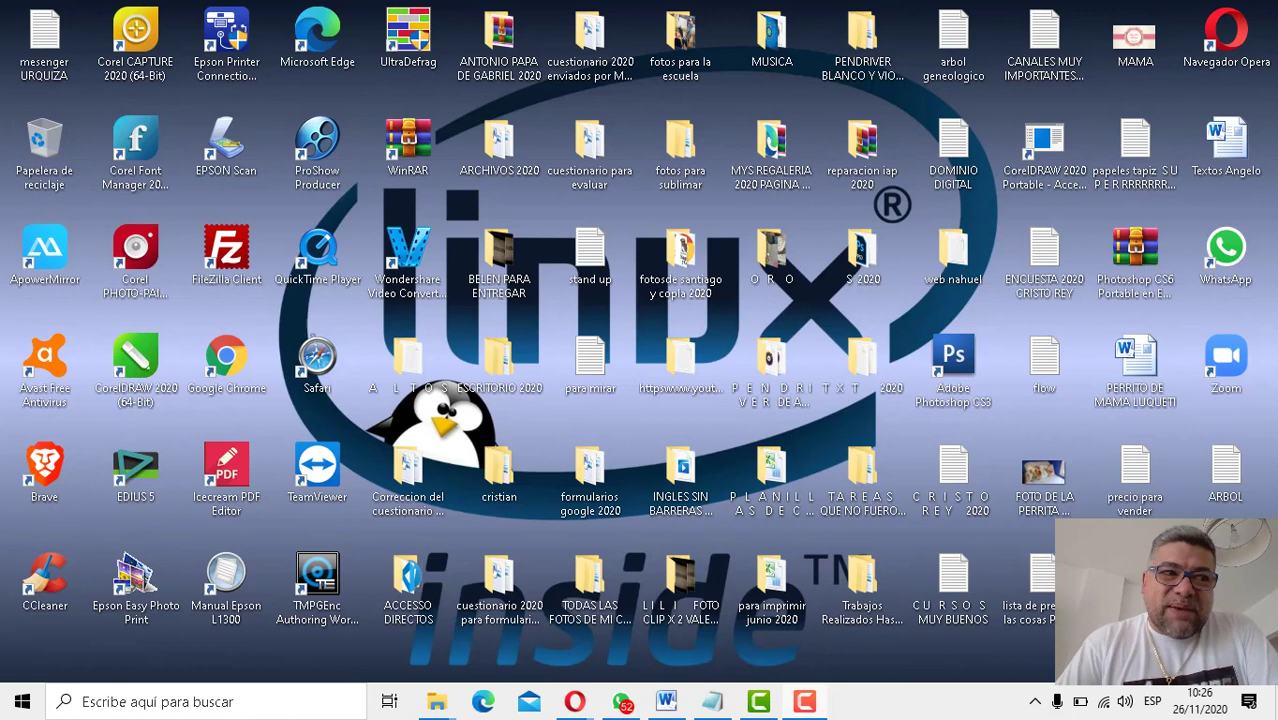 mesenger
URQUIZA
Corel CAPTURE
2020 (64-Bit)
Epson Printer
Connectio...
Microsoft Edge
UltraDefrag
ANTONIO PAPA
DE GABRIEL 2020
cuestionario 2020
enviados por M...
fotos para la
escuela
MUSICA
PENDRIVER
BLANCO Y VIO...
arbol
geneologico
CANALES MUY
IMPORTANTES...
MAMA
Navegador Opera
Papelera de
reciclaje
Corel Font
Manager 20...
EPSON Scan
ProShow
Producer
WinRAR
ARCHIVOS 2020
cuestionario para
evaluar
fotos para
sublimar
MYS REGALERIA
2020 PAGINA ...
reparacion iap
2020
DOMINIO
DIGITAL
CorelDRAW 2020
Portable - Acce...
papeles tapiz S U
P E R RRRRRRR...
Textos Angelo
ApowerMirror
Corel
PHOTO-PAI...
FileZilla Client
QuickTime Player
Wondershare
Video Convert...
BELEN PARA
ENTREGAR
stand up
fotosde santiago
y copla 2020
O R O
S 2020
web nahuel
ENCUESTA 2020
CRISTO REY
Photoshop CS6
Portable en E...
WhatsApp
Avast Free
Antivirus
CorelDRAW 2020
(64-Bit)
Google Chrome
Safari
A L T O S
ESCRITORIO 2020
para mirar
httpswww.yout...
P E N D R I
V E R DE A...
T X T 2020
Ps
Adobe
Photoshop CS3
flow
PERRITO DE
MAMA LUQUETI
Zoom
Brave
EDIUS 5
PDF
Icecream PDF
Editor
TeamViewer
Correccion del
cuestionario ...
cristian
formularios
google 2020
INGLES SIN
BARRERAS ...
P L A N I L L
A S D E C ...
T A R E A S
QUE NO FUERO...
C R I S T O
R E Y 2020
FOTO DE LA
PERRITA ...
precio para
vender
ARBOL
CCleaner
Epson Easy Photo
Print
Manual Epson
L1300
TE
TMPGEnc
Authoring Wor...
ACCESSO
DIRECTOS
cuestionario 2020
para formulari...
TODAS LAS
FOTOS DE MI C...
L I L I FOTO
CLIP X 2 VALE...
para imprimir
junio 2020
Trabajos
Realizados Has...
C U R S O S
MUY BUENOS
lista de pre
las cosas P
linux
®
inside™
Escribe aquí para buscar
52
ESP
10:26
26/11/2020